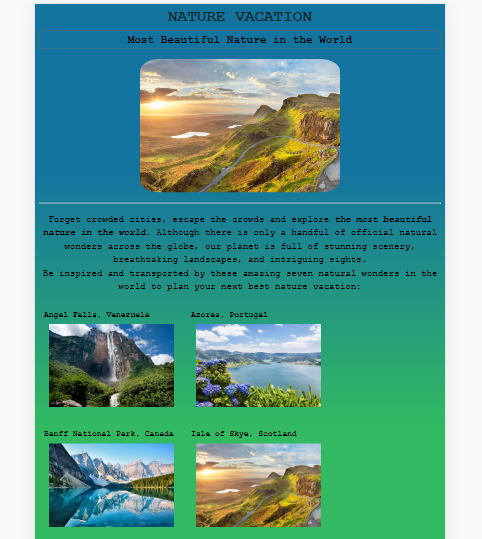 NATURE VACATION
Most Beautiful Nature in the World
Forget crowded cities, escape the crowds and explore the most beautiful
nature in the world. Although there is only a handful of official natural
wonders across the globe, our planet is full of stunning scenery,
breathtaking landscapes, and intriguing sights.
Be inspired and transported by these amazing seven natural wonders in the
world to plan your next best nature vacation:
Angel Falls, Venezuela
Azores, Portugal
Banff National Park, Canada
Isle of Skye, Scotland